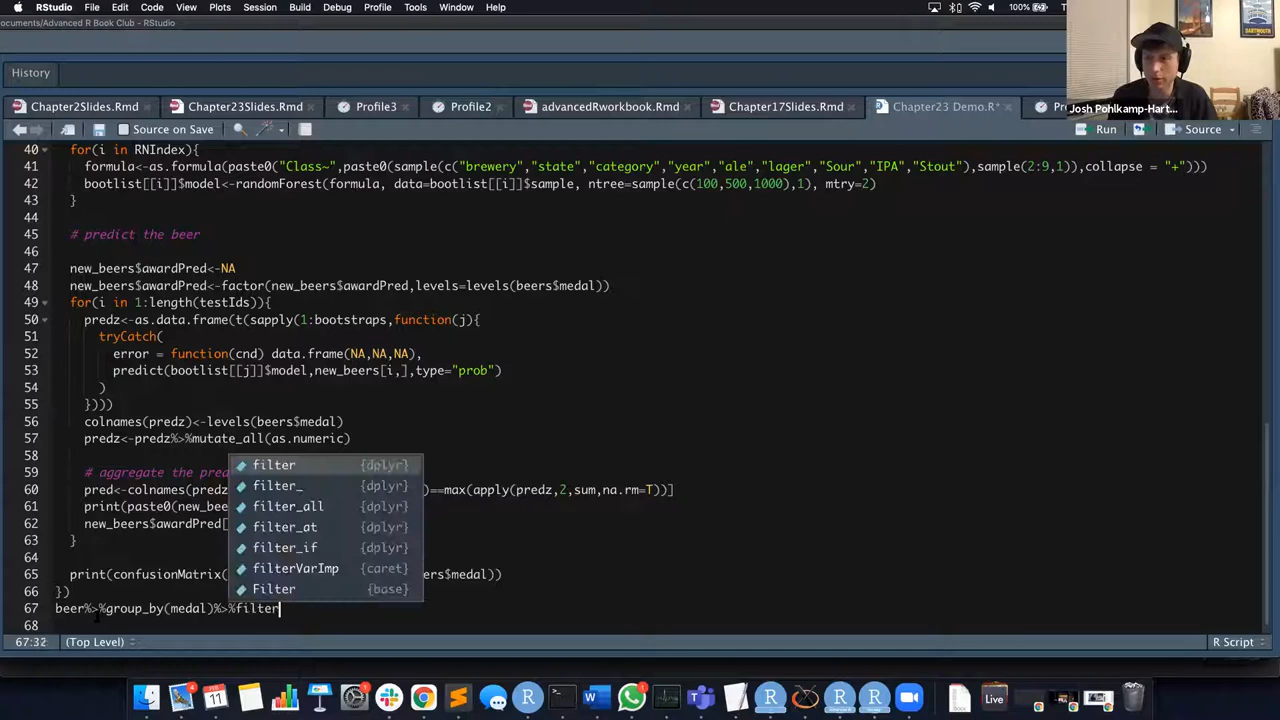 RStudio File Edit Code View Plots Session Build Debug Profile Tools Window Help 100%
ocuments/Advanced R Book Club - RStudio
DARTMOUTH
History
Chapter2Slides.Rmd Chapter23Slides.Rmd Profile3 Profile2 advancedRworkbook.Rmd Chapter17Slides.Rmd Chapter23 Demo.R*
Josh Pohlkamp-Hart...
Source on Save Run Source
40 for(i in RNIndex){
41 formula<-as.formula(paste0("Class~",paste0(sample(c("brewery","state","category","year","ale","lager","Sour","IPA","Stout"),sample(2:9,1)),collapse = "+")))
42 bootlist[[i]]$model<-randomForest(formula, data=bootlist[[i]]$sample, ntree=sample(c(100,500,1000),1), mtry=2)
43 }
44
45 # predict the beer
46
47 new_beers$awardPred<-NA
48 new_beers$awardPred<-factor(new_beers$awardPred,levels=levels(beers$medal))
49 for(i in 1:length(testIds)){
50 predz<-as.data.frame(t(sapply(1:bootstraps,function(j){
51 tryCatch(
52 error = function(cnd) data.frame(NA,NA,NA),
53 predict(bootlist[[j]]$model,new_beers[i,],type="prob")
54 )
55 })))
56 colnames(predz)<-levels(beers$medal)
57 predz<-predz%>%mutate_all(as.numeric)
58
59 # aggregate the pre
60 pred<-colnames(predz )==max(apply(predz,2,sum,na.rm=T))]
61 print(paste0(new_be
62 new_beers$awardPred[
63 }
64
65 print(confusionMatrix( ers$medal))
66 })
67 beer%>%group_by(medal)%>%filter
68
filter {dplyr}
filter_ {dplyr}
filter_all {dplyr}
filter_at {dplyr}
filter_if {dplyr}
filterVarImp {caret}
Filter {base}
67:32 (Top Level) R Script
4 JUL 11 Live